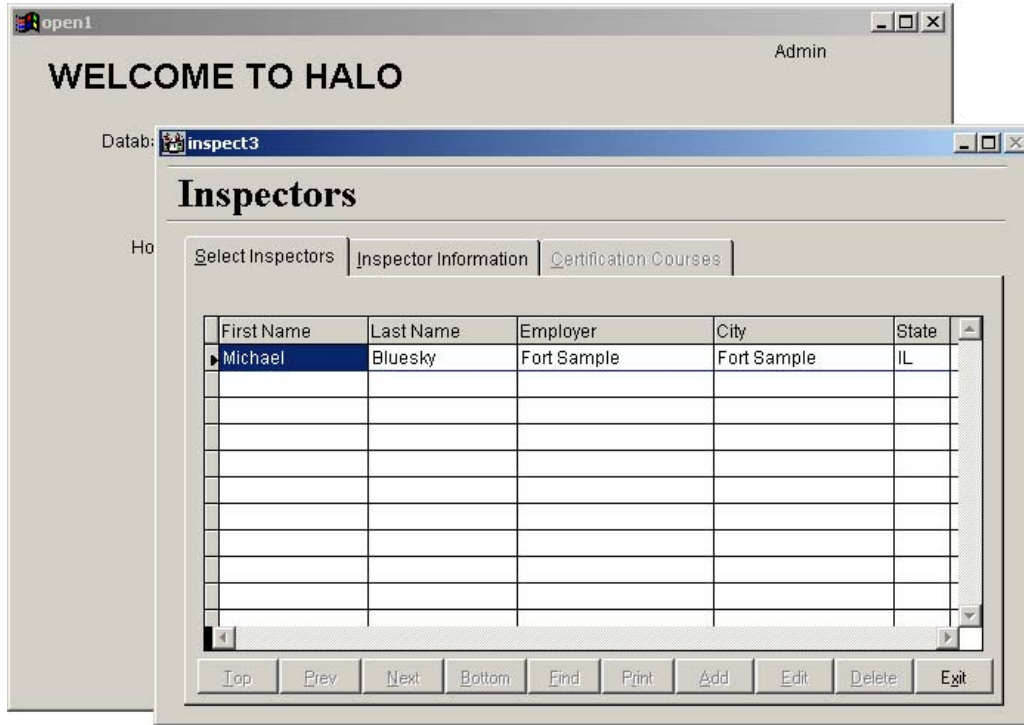 open1
Admin
WELCOME TO HALO
Datab
inspect3
Inspectors
Ho
Select Inspectors Inspector Information Certification Courses
First Name Last Name Employer City State
Michael Bluesky Fort Sample Fort Sample IL
Top Prev Next Bottom Find Print Add Edit Delete Exit